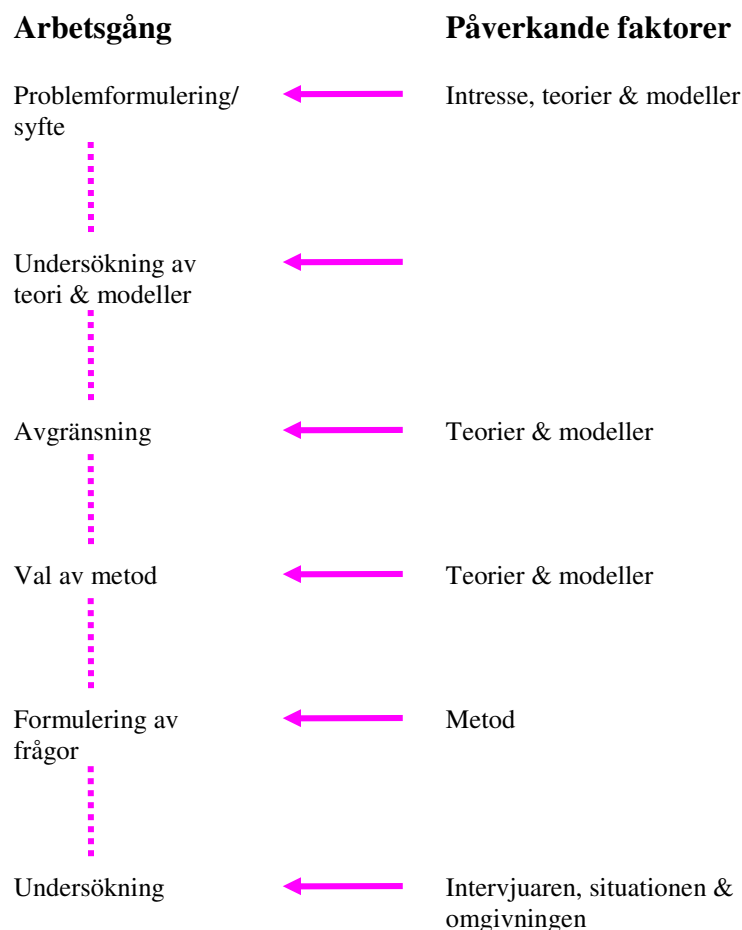 Arbetsgång
Påverkande faktorer
Problemformulering/
syfte
Intresse, teorier & modeller
Undersökning av
teori & modeller
Avgränsning
Teorier & modeller
Val av metod
Teorier & modeller
Formulering av
frågor
Metod
Undersökning
Intervjuaren, situationen &
omgivningen